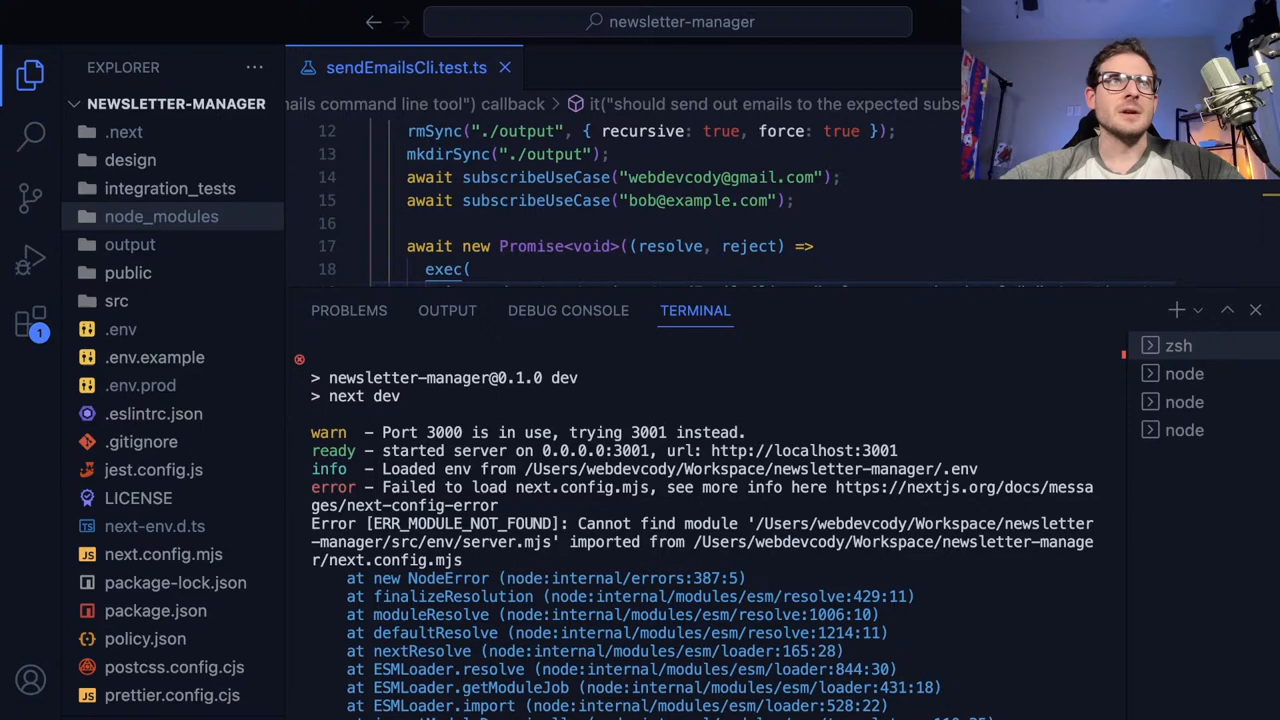 newsletter-manager
EXPLORER
NEWSLETTER-MANAGER
.next
design
integration_tests
node_modules
output
public
src
.env
.env.example
.env.prod
.eslintrc.json
.gitignore
jest.config.js
LICENSE
next-env.d.ts
next.config.mjs
package-lock.json
package.json
policy.json
postcss.config.cjs
prettier.config.cjs
1
sendEmailsCli.test.ts
mails command line tool") callback > it("should send out emails to the expected subs
12 rmSync("./output", { recursive: true, force: true });
13 mkdirSync("./output");
14 await subscribeUseCase("webdevcody@gmail.com");
15 await subscribeUseCase("bob@example.com");
16
17 await new Promise<void>((resolve, reject) =>
18 exec(
PROBLEMS OUTPUT DEBUG CONSOLE TERMINAL
> newsletter-manager@0.1.0 dev
> next dev
warn - Port 3000 is in use, trying 3001 instead.
ready - started server on 0.0.0.0:3001, url: http://localhost:3001
info - Loaded env from /Users/webdevcody/Workspace/newsletter-manager/.env
error - Failed to load next.config.mjs, see more info here https://nextjs.org/docs/messa
ges/next-config-error
Error [ERR_MODULE_NOT_FOUND]: Cannot find module '/Users/webdevcody/Workspace/newsletter
-manager/src/env/server.mjs' imported from /Users/webdevcody/Workspace/newsletter-manage
r/next.config.mjs
at new NodeError (node:internal/errors:387:5)
at finalizeResolution (node:internal/modules/esm/resolve:429:11)
at moduleResolve (node:internal/modules/esm/resolve:1006:10)
at defaultResolve (node:internal/modules/esm/resolve:1214:11)
at nextResolve (node:internal/modules/esm/loader:165:28)
at ESMLoader.resolve (node:internal/modules/esm/loader:844:30)
at ESMLoader.getModuleJob (node:internal/modules/esm/loader:431:18)
at ESMLoader.import (node:internal/modules/esm/loader:528:22)
zsh
node
node
node